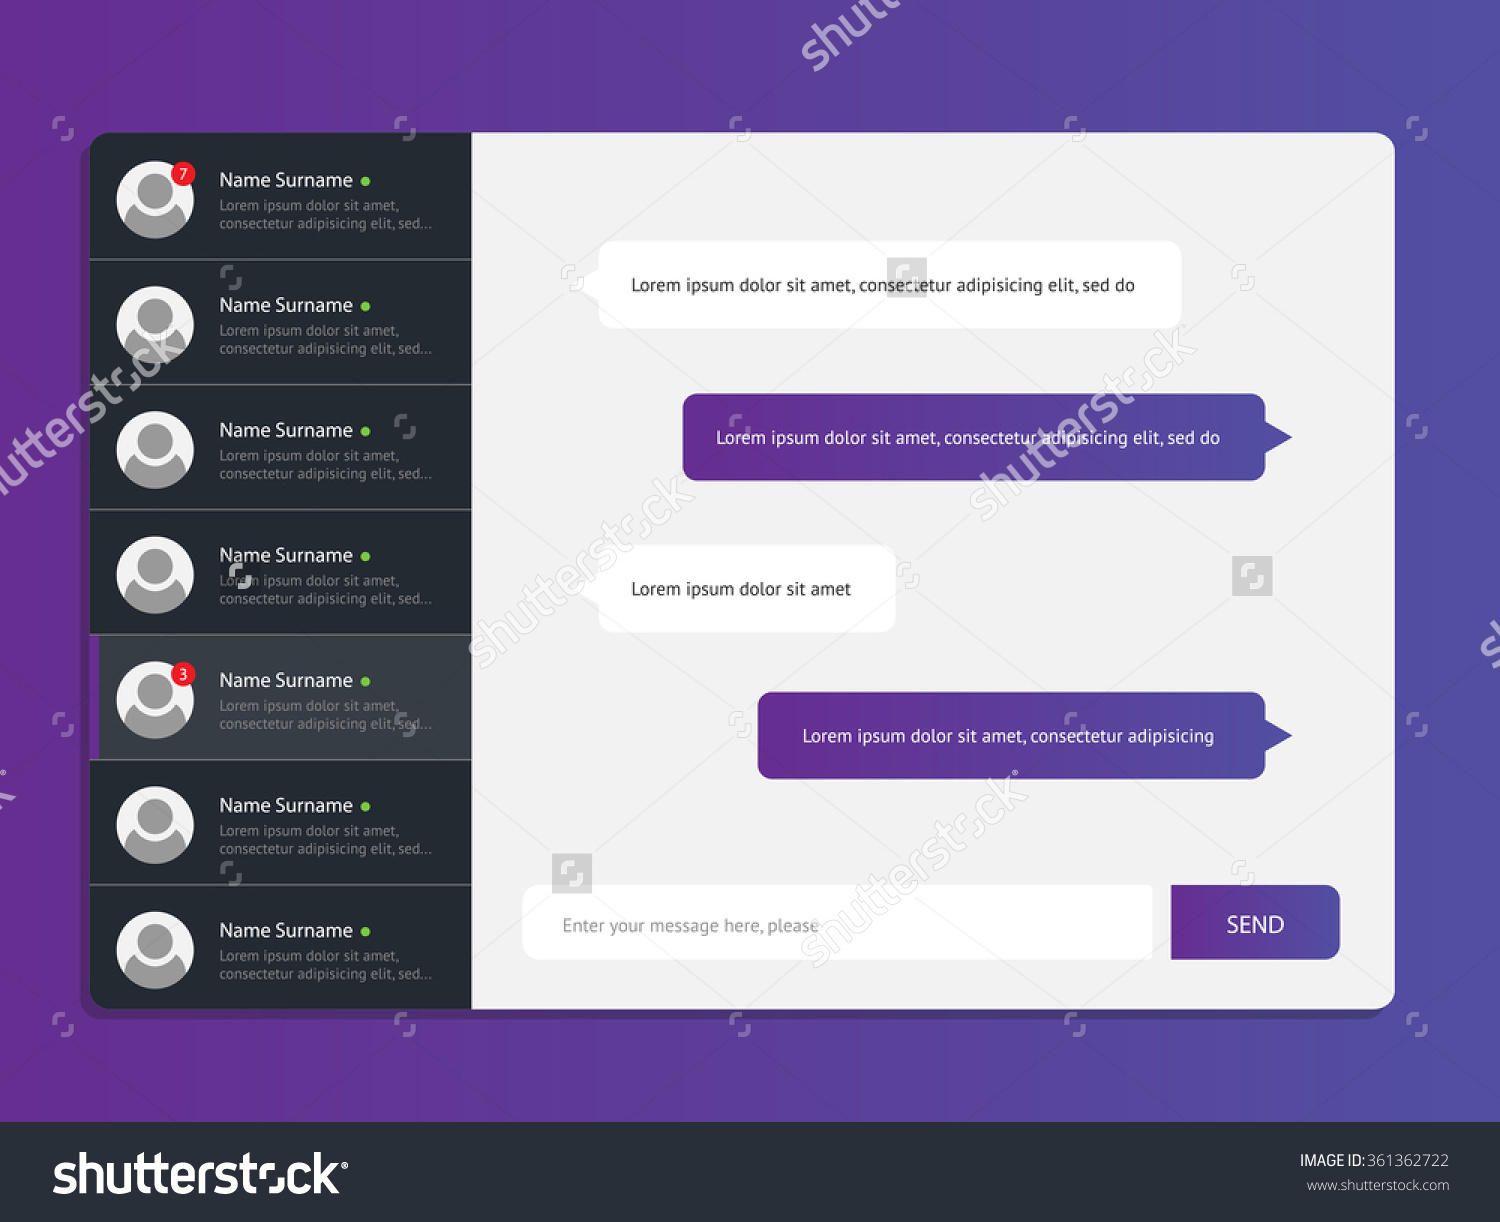 7
Name Surname
Lorem ipsum dolor sit amet,
consectetur adipisicing elit, sed...
Name Surname
Lorem ipsum dolor sit amet,
consectetur adipisicing elit, sed...
Name Surname
Lorem ipsum dolor sit amet,
consectetur adipisicing elit, sed...
Name Surname
Lorem ipsum dolor sit amet,
consectetur adipisicing elit, sed...
3
Name Surname
Lorem ipsum dolor sit amet,
consectetur adipisicing elit, sed...
Name Surname
Lorem ipsum dolor sit amet,
consectetur adipisicing elit, sed...
Name Surname
Lorem ipsum dolor sit amet,
consectetur adipisicing elit, sed...
Lorem ipsum dolor sit amet, consectetur adipisicing elit, sed do
Lorem ipsum dolor sit amet, consectetur adipisicing elit, sed do
Lorem ipsum dolor sit amet
Lorem ipsum dolor sit amet, consectetur adipisicing
Enter your message here, please
SEND
shutterstock
shutterstock
shutterstock
shutterstock®
shutterstock®
IMAGE ID: 361362722
www.shutterstock.com